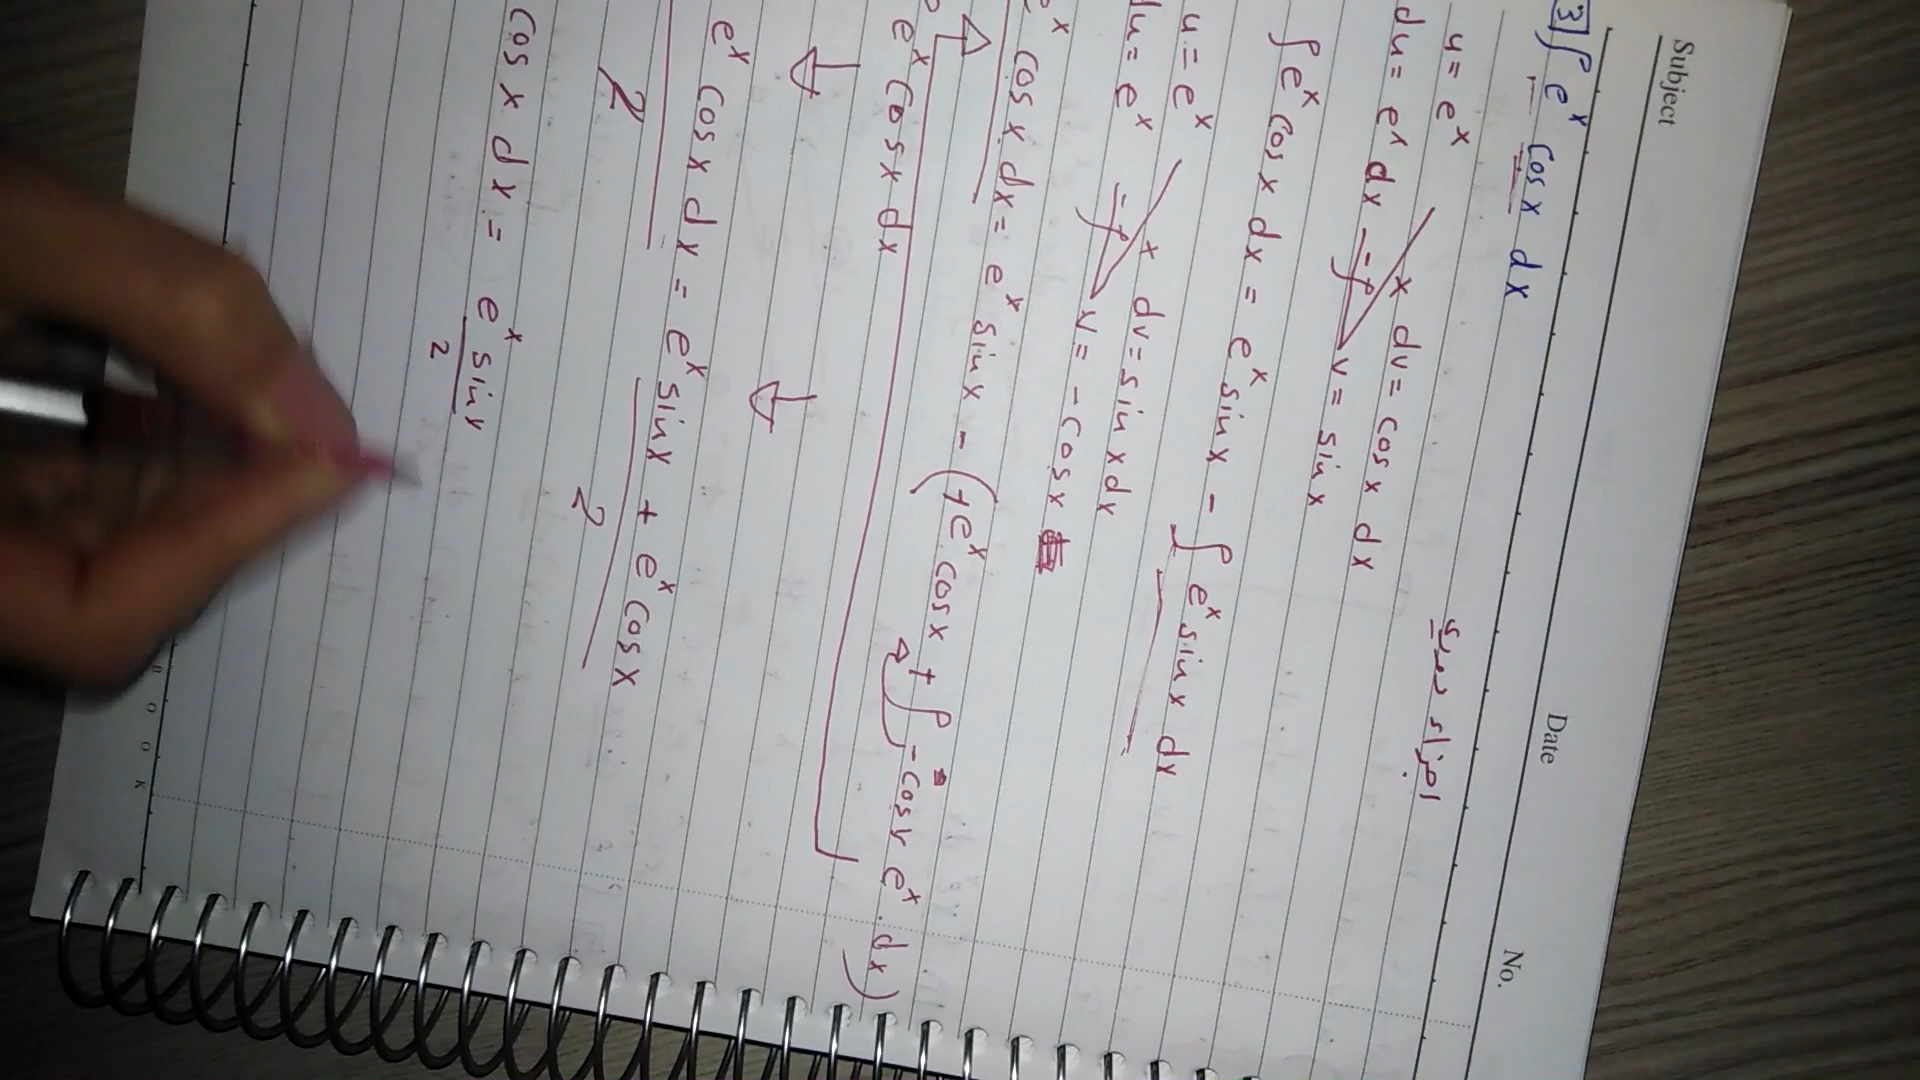 Subject
Date
No.
3 ∫ eˣ cos x dx
u = eˣ dv = cos x dx
du = eˣ dx -∫ v = sin x
∫ eˣ cos x dx = eˣ sin x - ∫ eˣ sin x dx
u = eˣ dv = sin x dx
du = eˣ -∫ v = -cos x
eˣ cos x dx = eˣ sin x - (+eˣ cos x + ∫ -cos x eˣ . dx)
eˣ cos x dx
eˣ cos x dx = eˣ sin x + eˣ cos x
2 2
cos x dx = eˣ sin x
2
B O O K